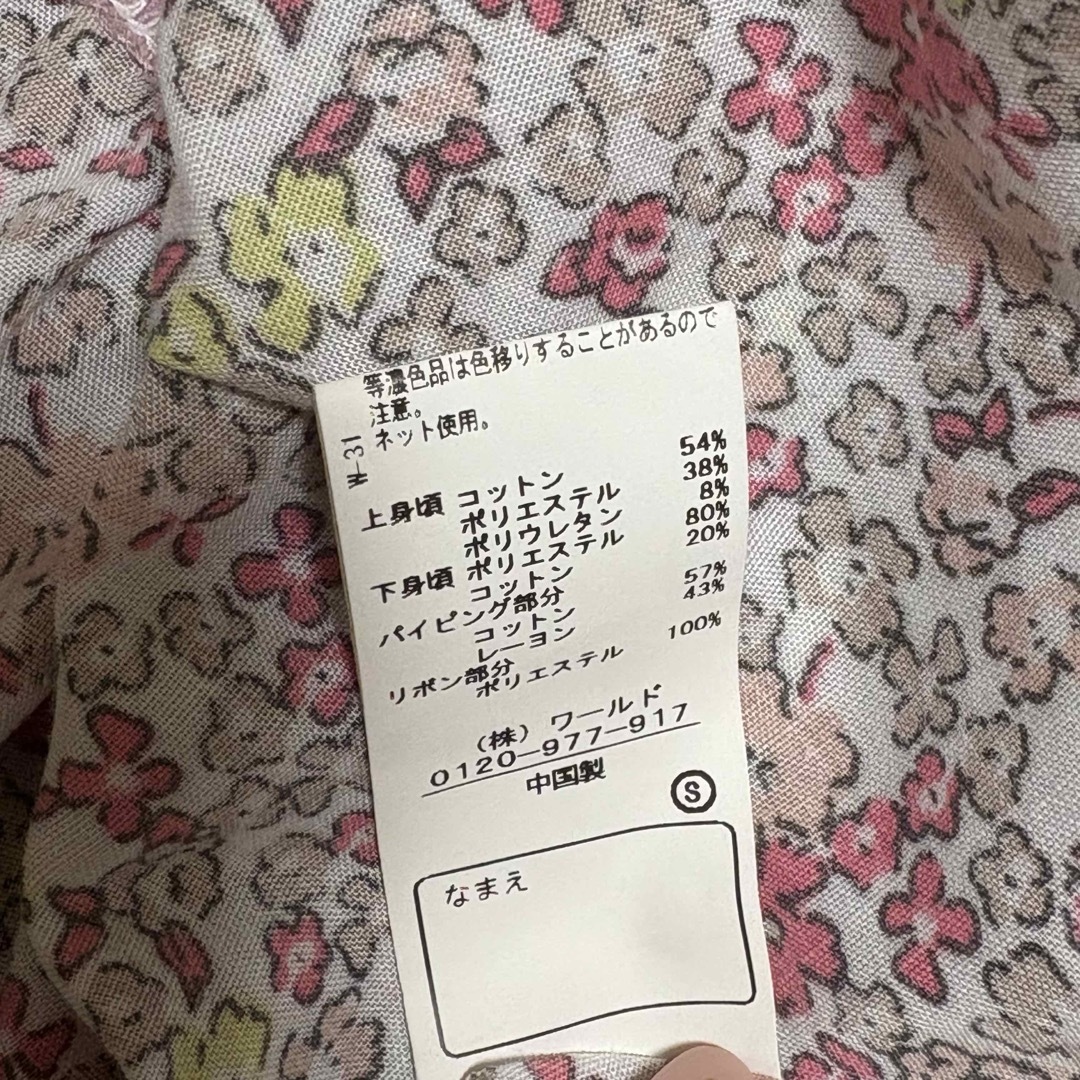 等濃色品は色移りすることがあるので
注意。
ネット使用。
W-31
上身頃 コットン 54%
ポリエステル 38%
ポリウレタン 8%
下身頃 ポリエステル 80%
コットン 20%
パイピング部分
コットン 57%
レーヨン 43%
リボン部分
ポリエステル 100%
(株) ワールド
0120-977-917
中国製
S
なまえ